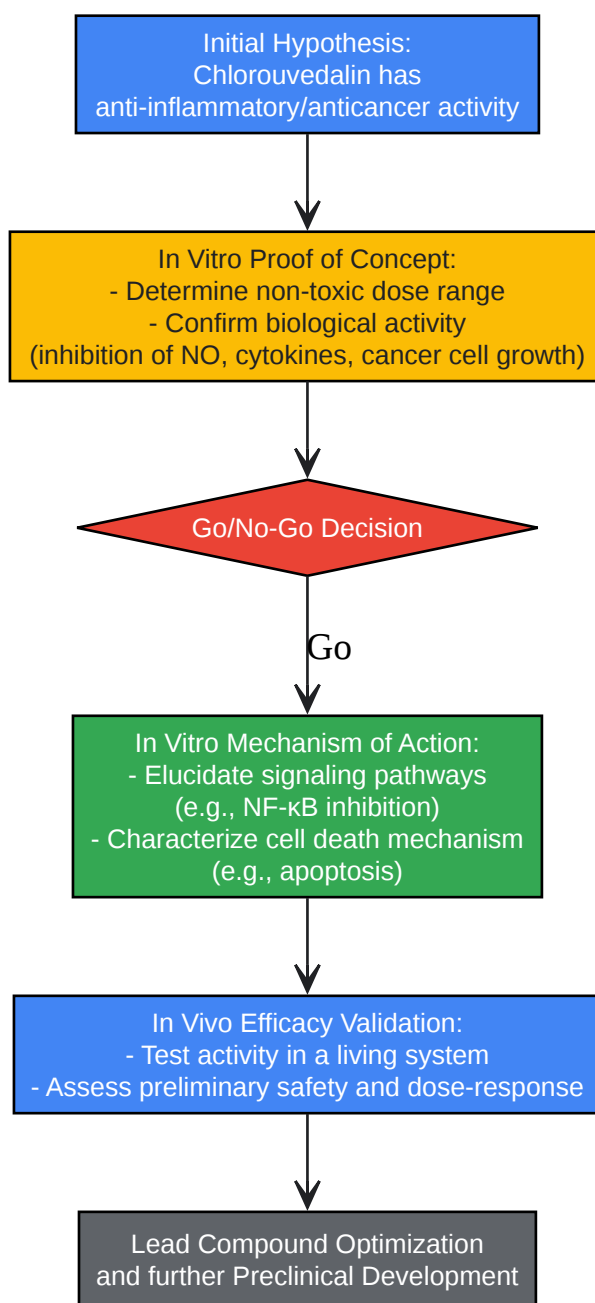 Initial Hypothesis:
Chlorouvedalin has
anti-inflammatory/anticancer activity
In Vitro Proof of Concept:
- Determine non-toxic dose range
- Confirm biological activity
(inhibition of NO, cytokines, cancer cell growth)
Go/No-Go Decision
Go
In Vitro Mechanism of Action:
- Elucidate signaling pathways
(e.g., NF-κB inhibition)
- Characterize cell death mechanism
(e.g., apoptosis)
In Vivo Efficacy Validation:
- Test activity in a living system
- Assess preliminary safety and dose-response
Lead Compound Optimization
and further Preclinical Development